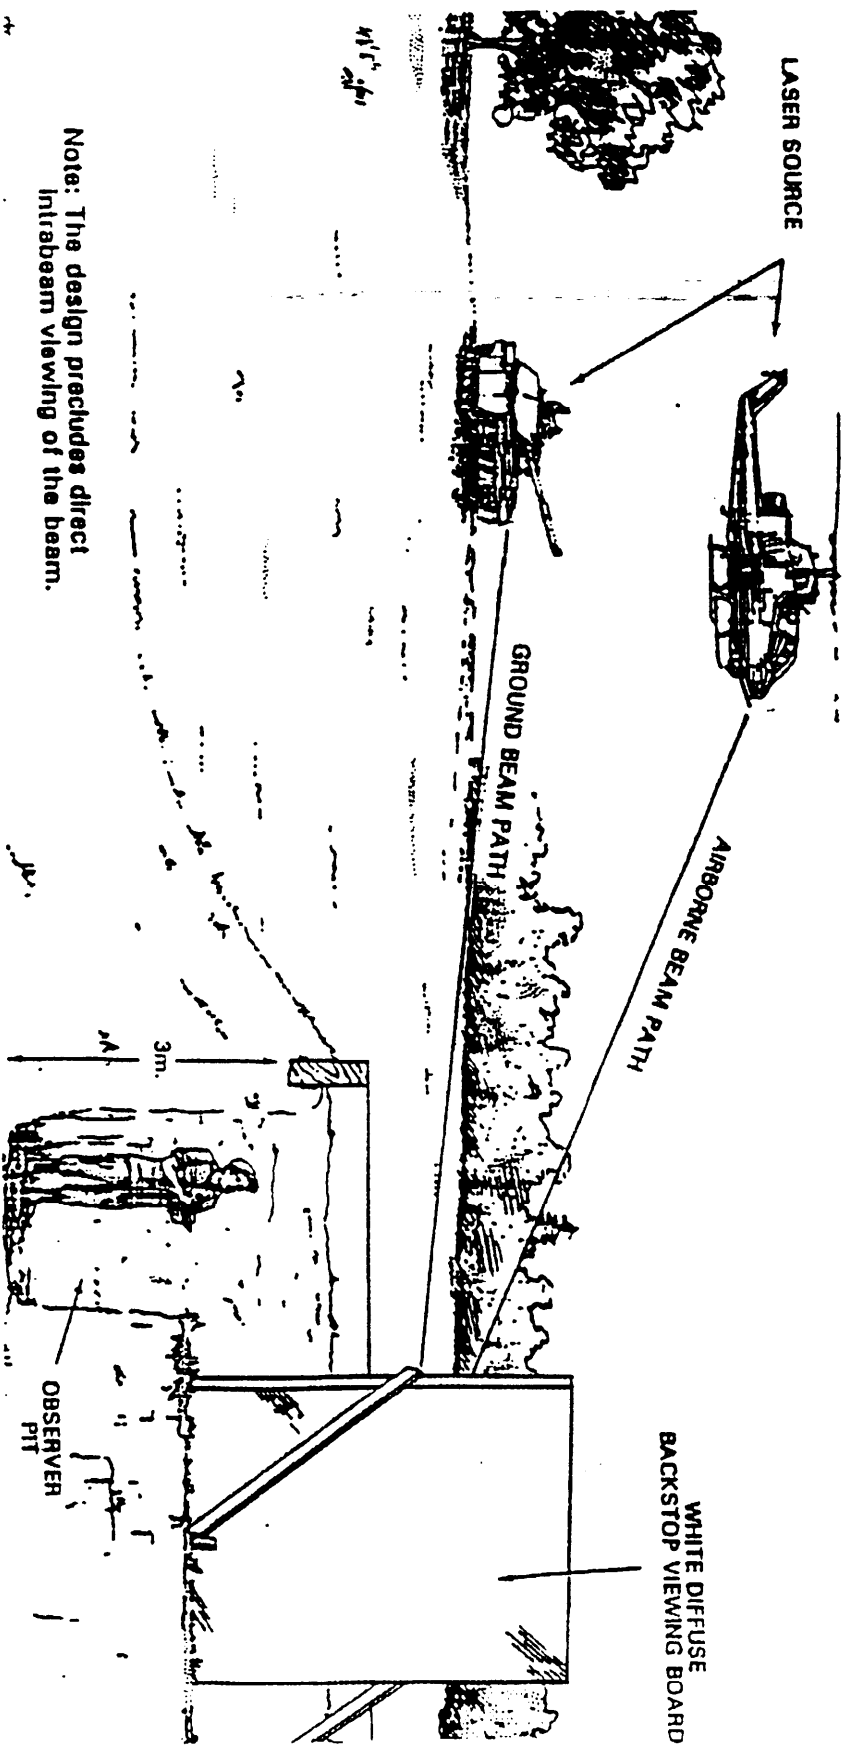 LASER SOURCE
GROUND BEAM PATH
AIRBORNE BEAM PATH
WHITE DIFFUSE
BACKSTOP VIEWING BOARD
3m.
OBSERVER
PIT
Note: The design precludes direct
intrabeam viewing of the beam.